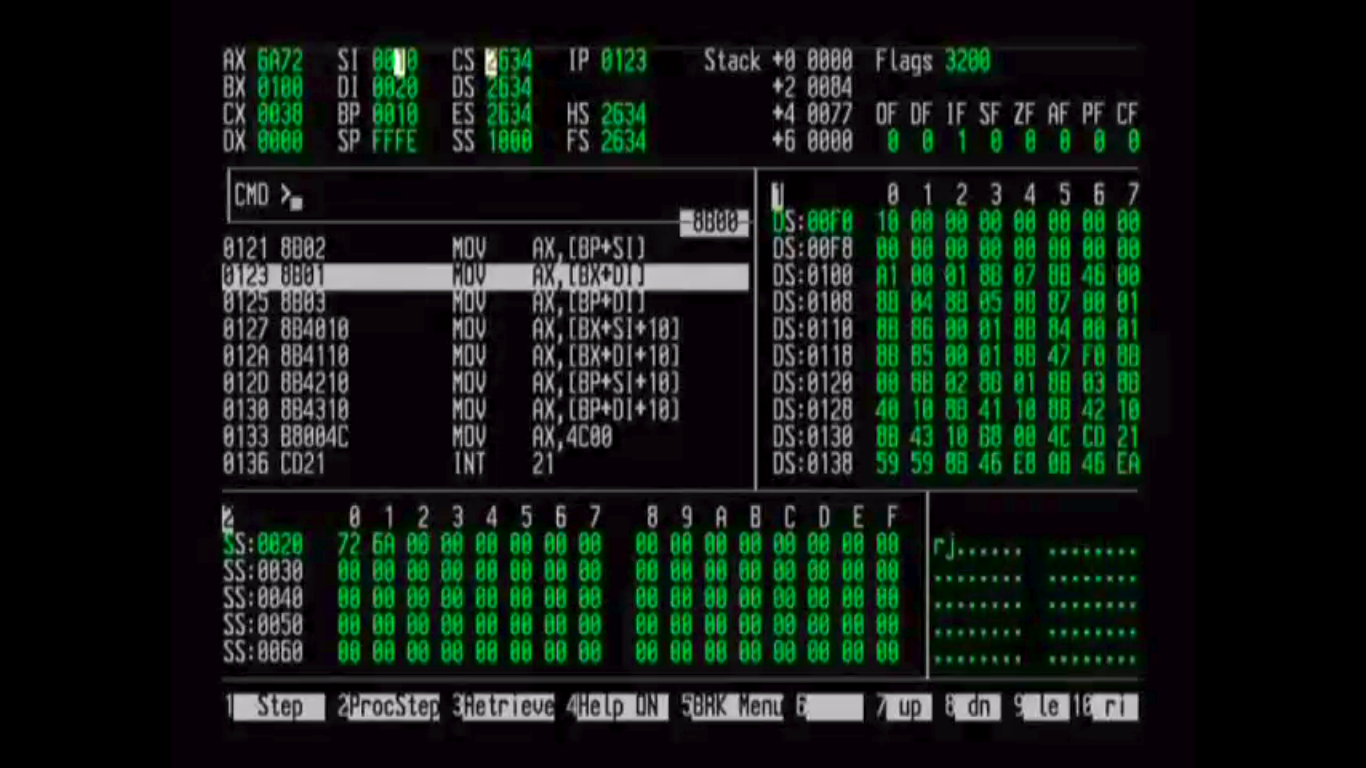 AX 6A72 SI 0010 CS 2634 IP 0123 Stack +0 0000 Flags 3200
BX 0100 DI 0020 DS 2634 +2 0084
CX 0038 BP 0010 ES 2634 HS 2634 +4 0077 OF DF IF SF ZF AF PF CF
DX 0000 SP FFFE SS 1000 FS 2634 +6 0000 0 0 1 0 0 0 0 0
CMD >
8B00
0121 8B02 MOV AX,[BP+SI]
0123 8B01 MOV AX,[BX+DI]
0125 8B03 MOV AX,[BP+DI]
0127 8B4010 MOV AX,[BX+SI+10]
012A 8B4110 MOV AX,[BX+DI+10]
012D 8B4210 MOV AX,[BP+SI+10]
0130 8B4310 MOV AX,[BP+DI+10]
0133 B8004C MOV AX,4C00
0136 CD21 INT 21
1 0 1 2 3 4 5 6 7
DS:00F0 10 00 00 00 00 00 00 00
DS:00F8 00 00 00 00 00 00 00 00
DS:0100 A1 00 01 8B 07 8B 46 00
DS:0108 8B 04 8B 05 8B 87 00 01
DS:0110 8B 86 00 01 8B 84 00 01
DS:0118 8B 85 00 01 8B 47 F0 8B
DS:0120 00 8B 02 8B 01 8B 03 8B
DS:0128 40 10 8B 41 10 8B 42 10
DS:0130 8B 43 10 B8 00 4C CD 21
DS:0138 59 59 8B 46 E8 0B 46 EA
2 0 1 2 3 4 5 6 7 8 9 A B C D E F
SS:0020 72 6A 00 00 00 00 00 00 00 00 00 00 00 00 00 00 rj...... ........
SS:0030 00 00 00 00 00 00 00 00 00 00 00 00 00 00 00 00 ........ ........
SS:0040 00 00 00 00 00 00 00 00 00 00 00 00 00 00 00 00 ........ ........
SS:0050 00 00 00 00 00 00 00 00 00 00 00 00 00 00 00 00 ........ ........
SS:0060 00 00 00 00 00 00 00 00 00 00 00 00 00 00 00 00 ........ ........
1 Step 2ProcStep 3Retrieve 4Help ON 5BRK Menu 6 7 up 8 dn 9 le 10 ri